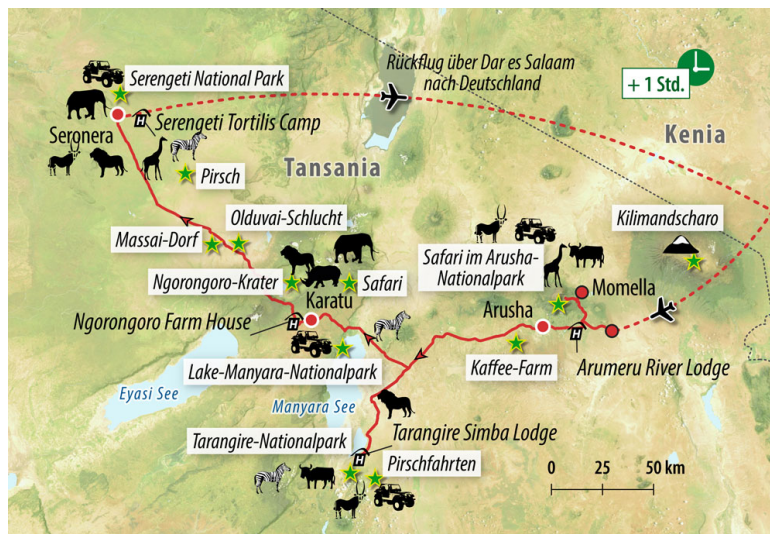 Serengeti National Park
Rückflug über Dar es Salaam
nach Deutschland
+ 1 Std.
H
Serengeti Tortilis Camp
Seronera
Kenia
Tansania
Pirsch
Olduvai-Schlucht
Massai-Dorf
Kilimandscharo
Safari im Arusha-
Nationalpark
Ngorongoro-Krater
Safari
Momella
Karatu
Arusha
Ngorongoro Farm House
H
H
Lake-Manyara-Nationalpark
Kaffee-Farm
Arumeru River Lodge
Eyasi See
Manyara See
Tarangire-Nationalpark
Tarangire Simba Lodge
H
Pirschfahrten
0 25 50 km